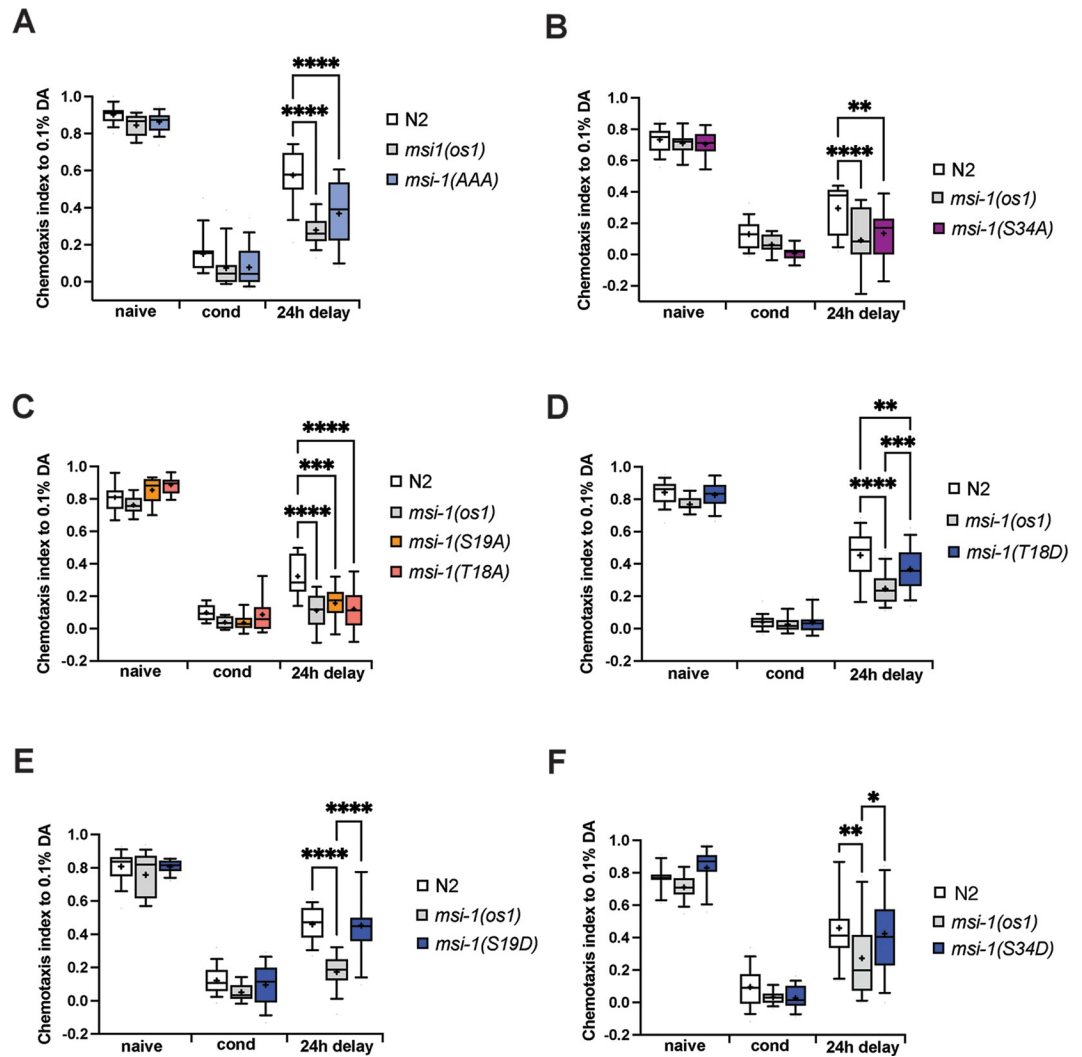 A
Chemotaxis index to 0.1% DA
1.0
0.8
0.6
0.4
0.2
0.0
****
****
naive
cond
24h delay
N2
msi1(os1)
msi-1(AAA)
B
Chemotaxis index to 0.1% DA
1.0
0.8
0.6
0.4
0.2
0.0
-0.2
**
****
naive
cond
24h delay
N2
msi-1(os1)
msi-1(S34A)
C
Chemotaxis index to 0.1% DA
1.0
0.8
0.6
0.4
0.2
0.0
-0.2
****
***
****
naive
cond
24h delay
N2
msi-1(os1)
msi-1(S19A)
msi-1(T18A)
D
Chemotaxis index to 0.1% DA
1.0
0.8
0.6
0.4
0.2
0.0
-0.2
**
***
****
naive
cond
24h delay
N2
msi-1(os1)
msi-1(T18D)
E
Chemotaxis index to 0.1% DA
1.0
0.8
0.6
0.4
0.2
0.0
-0.2
****
****
naive
cond
24h delay
N2
msi-1(os1)
msi-1(S19D)
F
Chemotaxis index to 0.1% DA
1.0
0.8
0.6
0.4
0.2
0.0
-0.2
*
**
naive
cond
24h delay
N2
msi-1(os1)
msi-1(S34D)